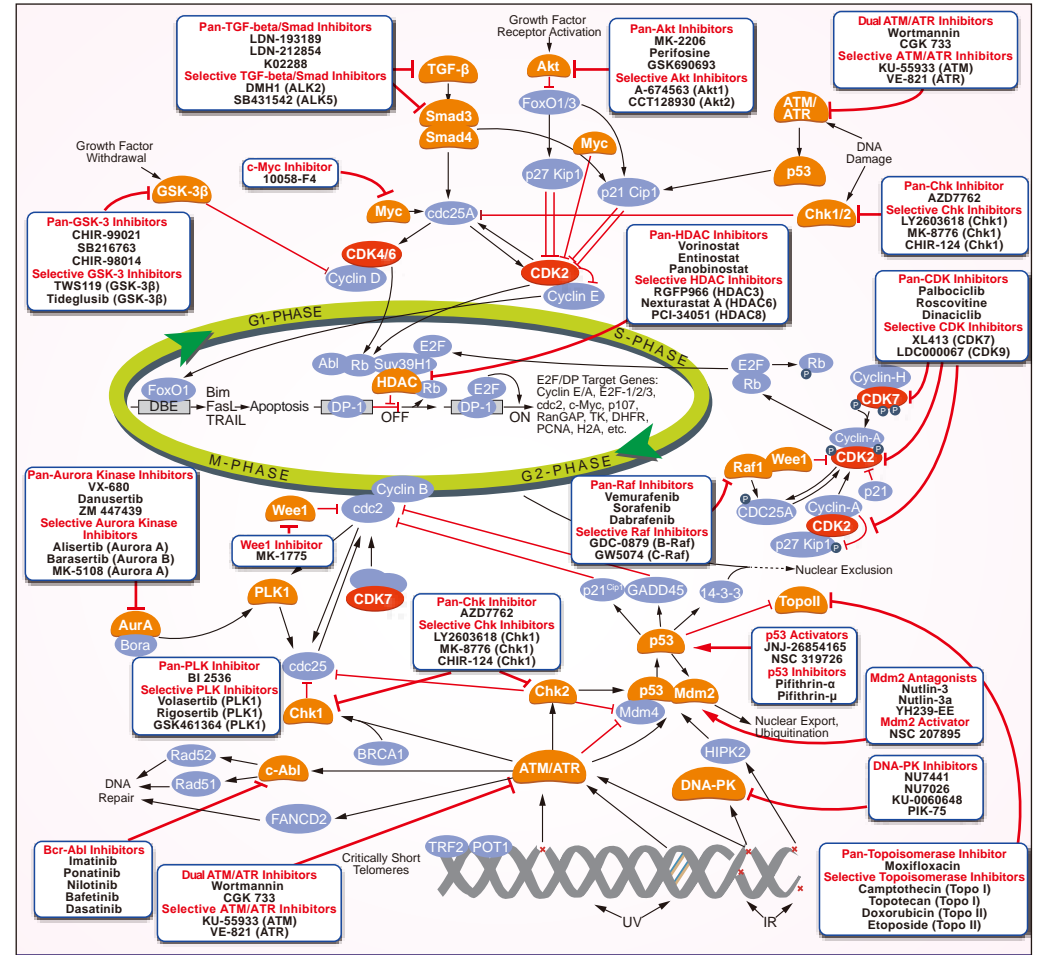 Pan-TGF-beta/Smad Inhibitors
LDN-193189
LDN-212854
K02288
Selective TGF-beta/Smad Inhibitors
DMH1 (ALK2)
SB431542 (ALK5)
TGF-β
Smad3
Smad4
Growth Factor
Receptor Activation
Akt
FoxO1/3
Pan-Akt Inhibitors
MK-2206
Perifosine
GSK690693
Selective Akt Inhibitors
A-674563 (Akt1)
CCT128930 (Akt2)
Dual ATM/ATR Inhibitors
Wortmannin
CGK 733
Selective ATM/ATR Inhibitors
KU-55933 (ATM)
VE-821 (ATR)
ATM/
ATR
DNA
Damage
p53
Chk1/2
Myc
p27 Kip1
p21 Cip1
Growth Factor
Withdrawal
GSK-3β
c-Myc Inhibitor
10058-F4
Myc
cdc25A
Pan-GSK-3 Inhibitors
CHIR-99021
SB216763
CHIR-98014
Selective GSK-3 Inhibitors
TWS119 (GSK-3β)
Tideglusib (GSK-3β)
CDK4/6
Cyclin D
CDK2
Cyclin E
Pan-Chk Inhibitor
AZD7762
Selective Chk Inhibitors
LY2603618 (Chk1)
MK-8776 (Chk1)
CHIR-124 (Chk1)
Pan-HDAC Inhibitors
Vorinostat
Entinostat
Panobinostat
Selective HDAC Inhibitors
RGFP966 (HDAC3)
Nexturastat A (HDAC6)
PCI-34051 (HDAC8)
Pan-CDK Inhibitors
Palbociclib
Roscovitine
Dinaciclib
Selective CDK Inhibitors
XL413 (CDK7)
LDC000067 (CDK9)
G1-PHASE
S-PHASE
G2-PHASE
M-PHASE
FoxO1
DBE
Bim
FasL
TRAIL
Apoptosis
Abl
Rb
Suv39H1
E2F
HDAC
Rb
DP-1
OFF
E2F
DP-1
ON
E2F/DP Target Genes:
Cyclin E/A, E2F-1/2/3,
cdc2, c-Myc, p107,
RanGAP, TK, DHFR,
PCNA, H2A, etc.
E2F
Rb
Rb
P
Cyclin-H
CDK7
P
P
P
Cyclin-A
P
P
CDK2
Raf1
Wee1
P
CDC25A
p21
Cyclin-A
CDK2
p27 Kip1
P
Pan-Raf Inhibitors
Vemurafenib
Sorafenib
Dabrafenib
Selective Raf Inhibitors
GDC-0879 (B-Raf)
GW5074 (C-Raf)
Nuclear Exclusion
Pan-Aurora Kinase Inhibitors
VX-680
Danusertib
ZM 447439
Selective Aurora Kinase
Inhibitors
Alisertib (Aurora A)
Barasertib (Aurora B)
MK-5108 (Aurora A)
Cyclin B
cdc2
Wee1
Wee1 Inhibitor
MK-1775
PLK1
CDK7
AurA
Bora
p21Cip1
GADD45
14-3-3
TopoII
p53
Pan-Chk Inhibitor
AZD7762
Selective Chk Inhibitors
LY2603618 (Chk1)
MK-8776 (Chk1)
CHIR-124 (Chk1)
p53 Activators
JNJ-26854165
NSC 319726
p53 Inhibitors
Pifithrin-α
Pifithrin-μ
Pan-PLK Inhibitor
BI 2536
Selective PLK Inhibitors
Volasertib (PLK1)
Rigosertib (PLK1)
GSK461364 (PLK1)
cdc25
Chk1
Chk2
p53
Mdm2
Mdm4
Mdm2 Antagonists
Nutlin-3
Nutlin-3a
YH239-EE
Mdm2 Activator
NSC 207895
Nuclear Export,
Ubiquitination
BRCA1
Rad52
Rad51
c-Abl
DNA
Repair
FANCD2
ATM/ATR
HIPK2
DNA-PK
DNA-PK Inhibitors
NU7441
NU7026
KU-0060648
PIK-75
Bcr-Abl Inhibitors
Imatinib
Ponatinib
Nilotinib
Bafetinib
Dasatinib
Dual ATM/ATR Inhibitors
Wortmannin
CGK 733
Selective ATM/ATR Inhibitors
KU-55933 (ATM)
VE-821 (ATR)
Critically Short
Telomeres
TRF2
POT1
UV
IR
Pan-Topoisomerase Inhibitor
Moxifloxacin
Selective Topoisomerase Inhibitors
Camptothecin (Topo I)
Topotecan (Topo I)
Doxorubicin (Topo II)
Etoposide (Topo II)